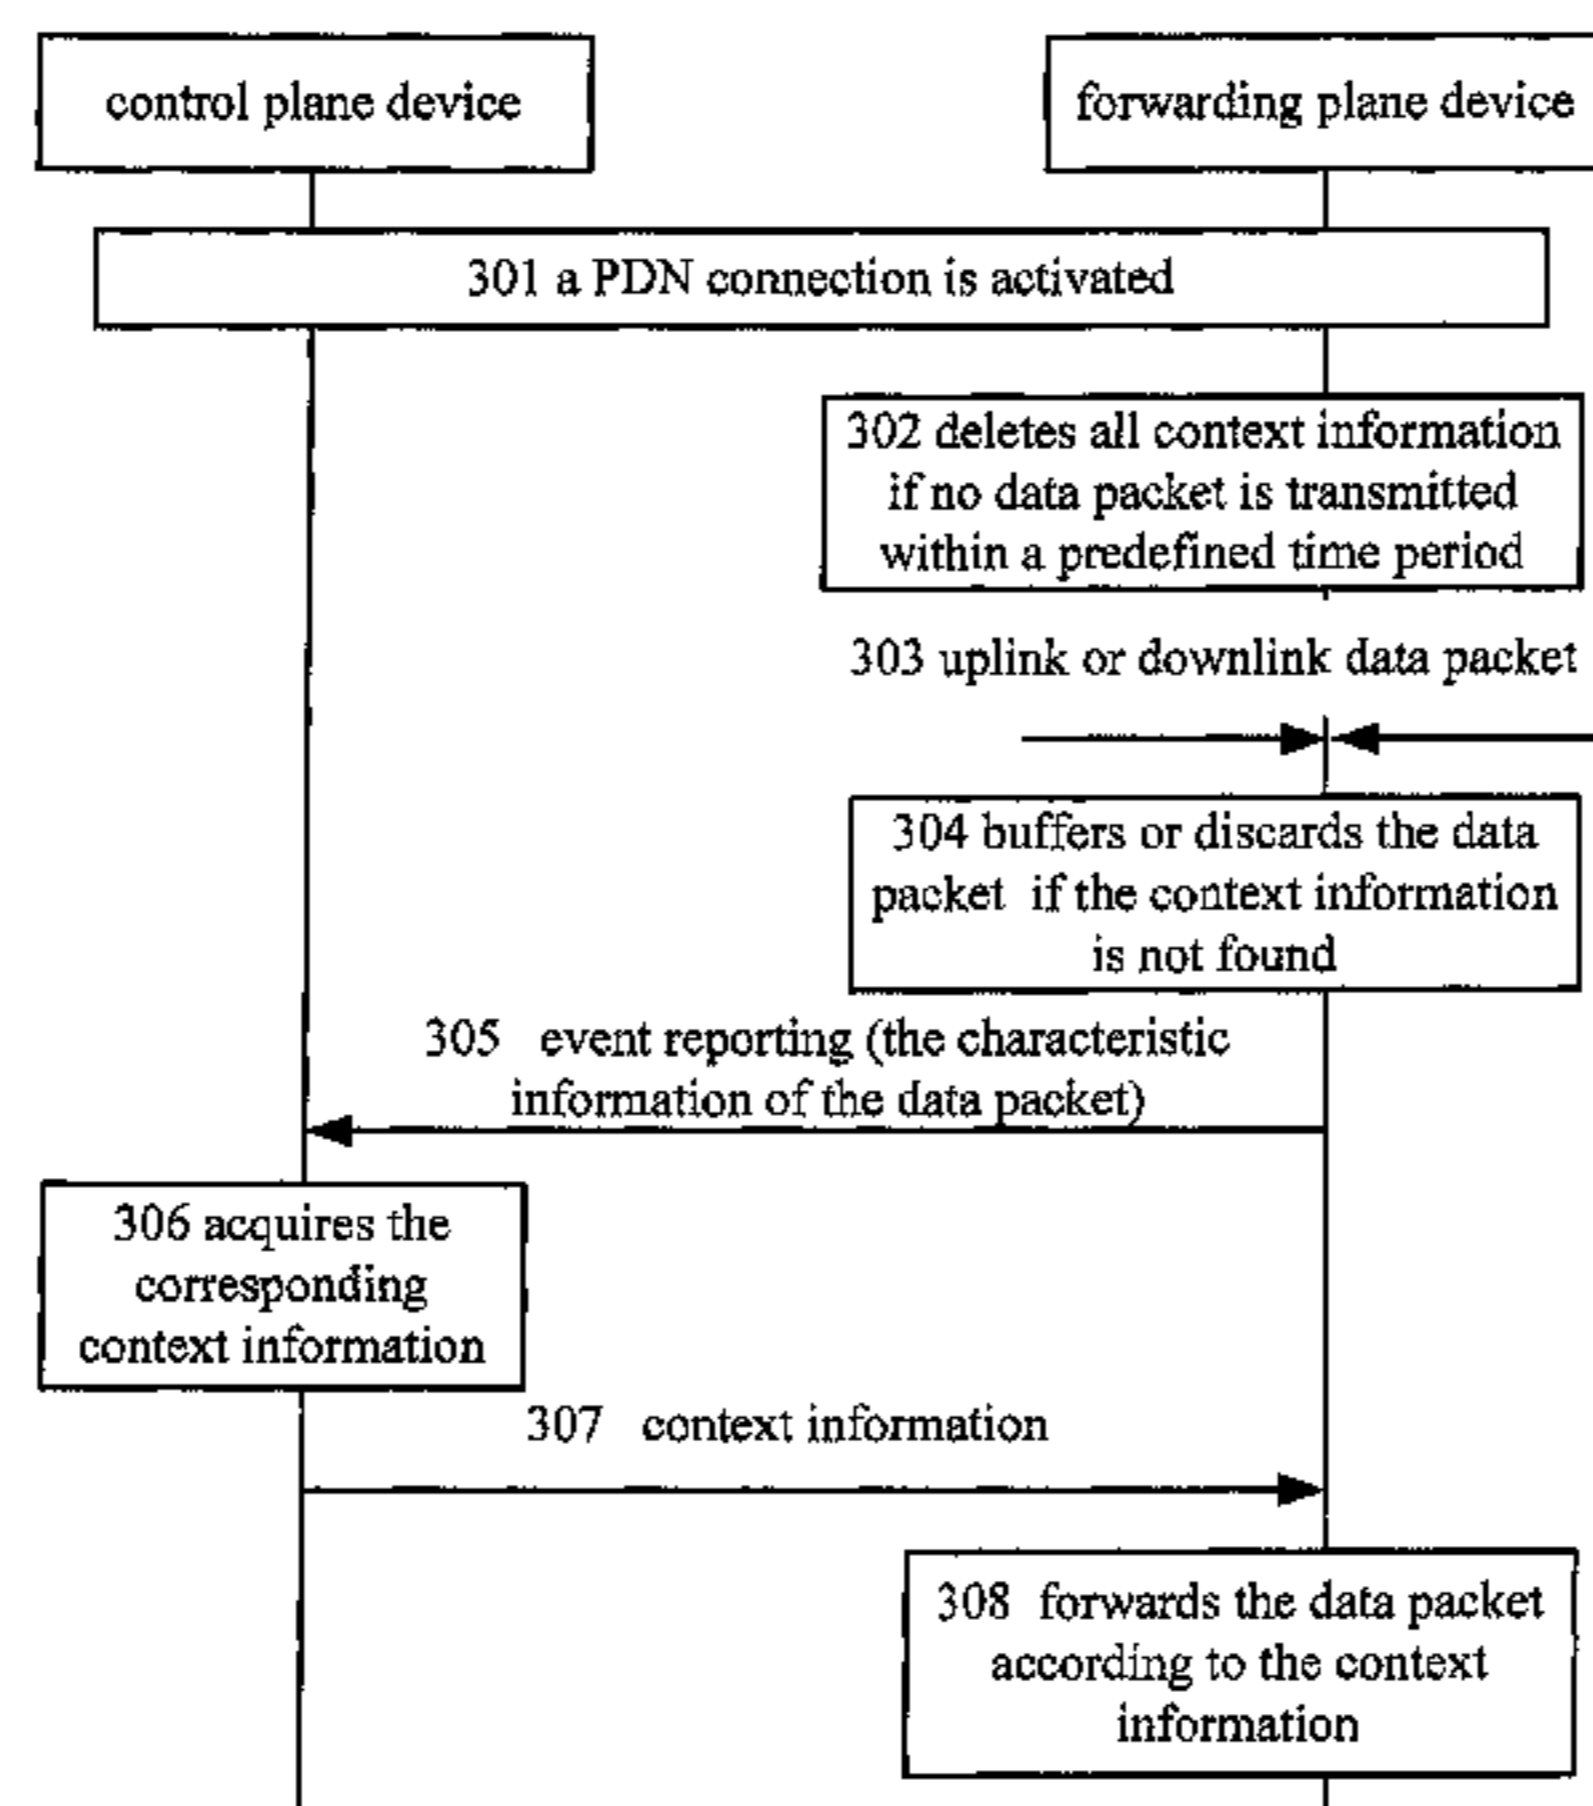 control plane device
forwarding plane device
301 a PDN connection is activated
302 deletes all context information
if no data packet is transmitted
within a predefined time period
303 uplink or downlink data packet
304 buffers or discards the data
packet if the context information
is not found
305 event reporting (the characteristic
information of the data packet)
306 acquires the
corresponding
context information
307 context information
308 forwards the data packet
according to the context
information